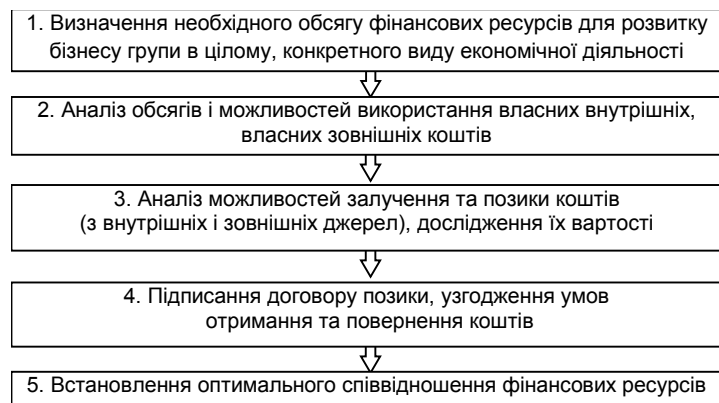 1. Визначення необхідного обсягу фінансових ресурсів для розвитку
бізнесу групи в цілому, конкретного виду економічної діяльності
2. Аналіз обсягів і можливостей використання власних внутрішніх,
власних зовнішніх коштів
3. Аналіз можливостей залучення та позики коштів
(з внутрішніх і зовнішніх джерел), дослідження їх вартості
4. Підписання договору позики, узгодження умов
отримання та повернення коштів
5. Встановлення оптимального співвідношення фінансових ресурсів